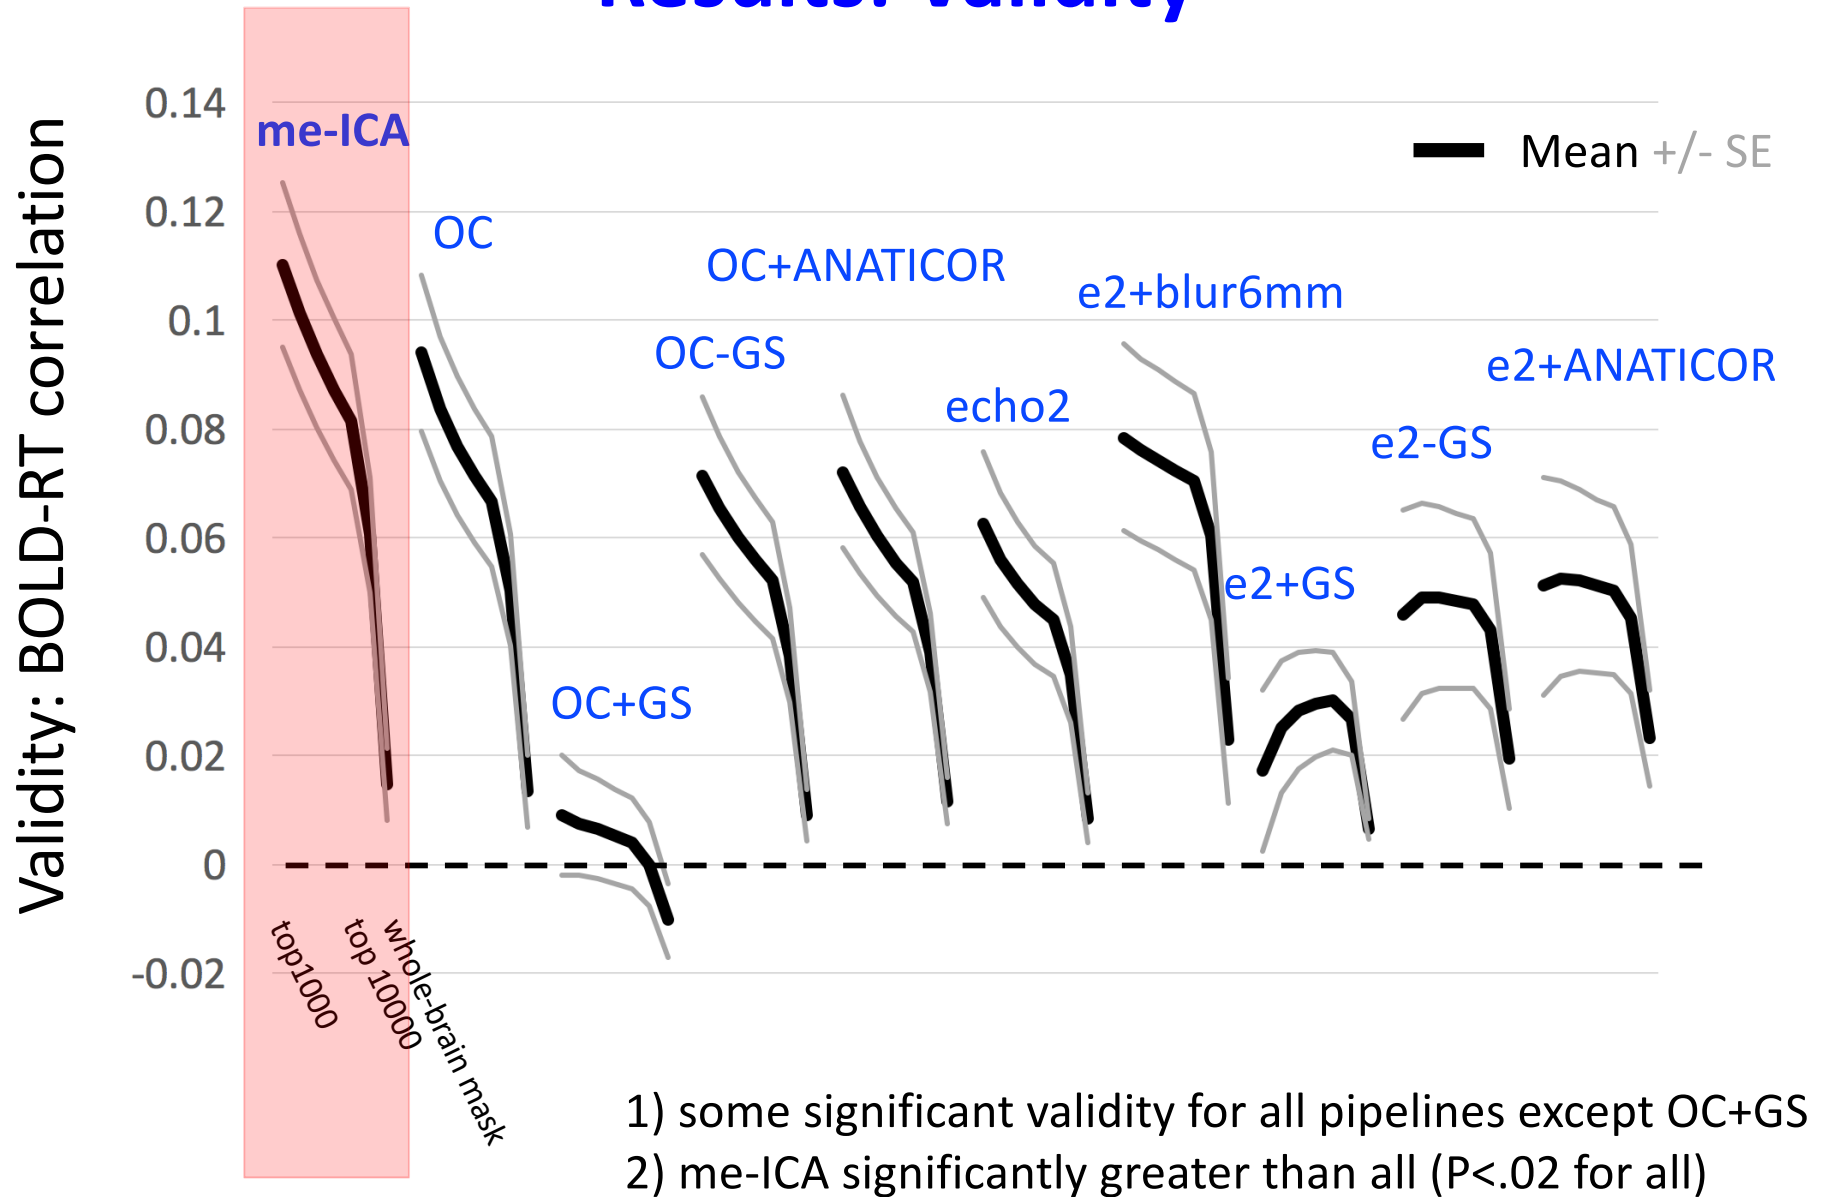 Results: Validity
Validity: BOLD-RT correlation
0.14
0.12
0.1
0.08
0.06
0.04
0.02
0
-0.02
me-ICA
OC
OC+GS
OC-GS
OC+ANATICOR
echo2
e2+blur6mm
e2+GS
e2-GS
e2+ANATICOR
Mean +/- SE
top1000
top 10000
whole-brain mask
1) some significant validity for all pipelines except OC+GS
2) me-ICA significantly greater than all (P<.02 for all)